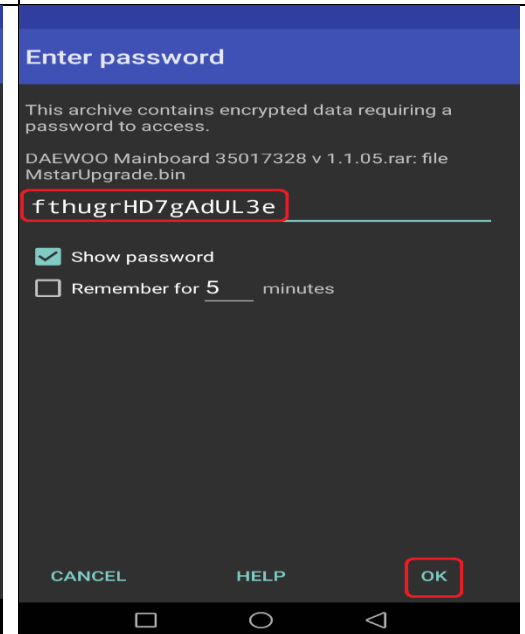 Enter password
This archive contains encrypted data requiring a
password to access.
DAEWOO Mainboard 35017328 v 1.1.05.rar: file
MstarUpgrade.bin
fthugrHD7gAdUL3e
Show password
Remember for 5 minutes
CANCEL HELP OK